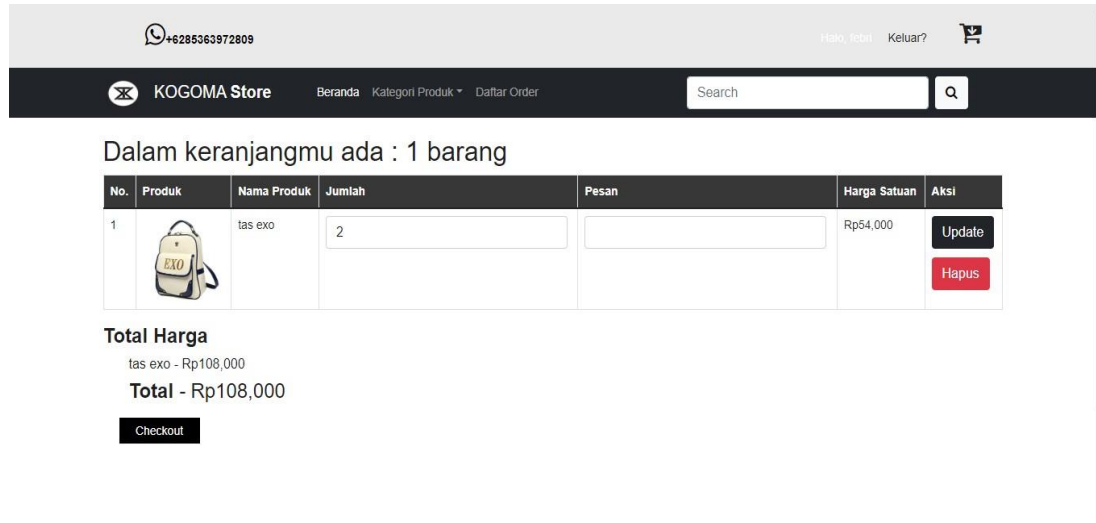 +6285363972809
Halo, febri Keluar?
KOGOMA Store Beranda Kategori Produk Daftar Order Search
Dalam keranjangmu ada : 1 barang
No. Produk Nama Produk Jumlah Pesan Harga Satuan Aksi
1 tas exo 2 Rp54,000 Update
EXO
Hapus
Total Harga
tas exo - Rp108,000
Total - Rp108,000
Checkout